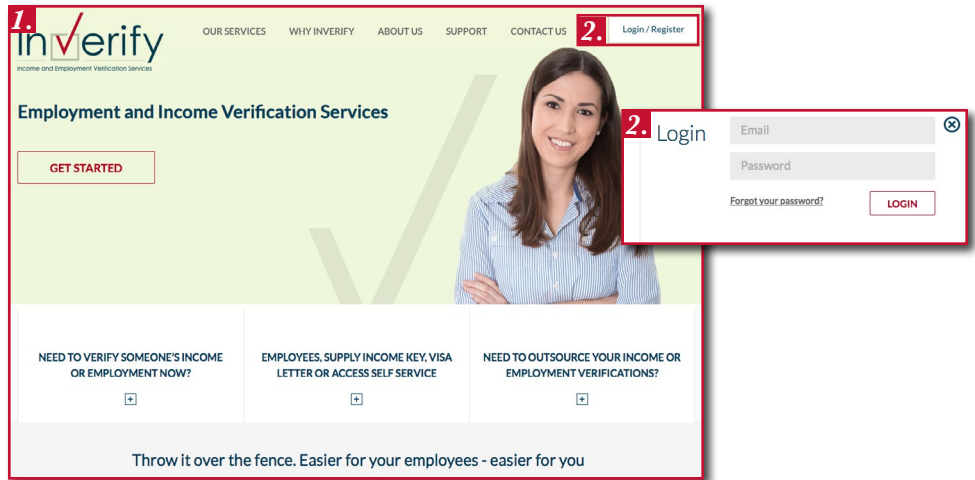 1.
inVerify
Income and Employment Verification Services
OUR SERVICES WHY INVERIFY ABOUT US SUPPORT CONTACT US
2. Login / Register
Employment and Income Verification Services
GET STARTED
2. Login
Email
Password
Forgot your password? LOGIN
NEED TO VERIFY SOMEONE'S INCOME
OR EMPLOYMENT NOW?
EMPLOYEES, SUPPLY INCOME KEY, VISA
LETTER OR ACCESS SELF SERVICE
NEED TO OUTSOURCE YOUR INCOME OR
EMPLOYMENT VERIFICATIONS?
Throw it over the fence. Easier for your employees - easier for you